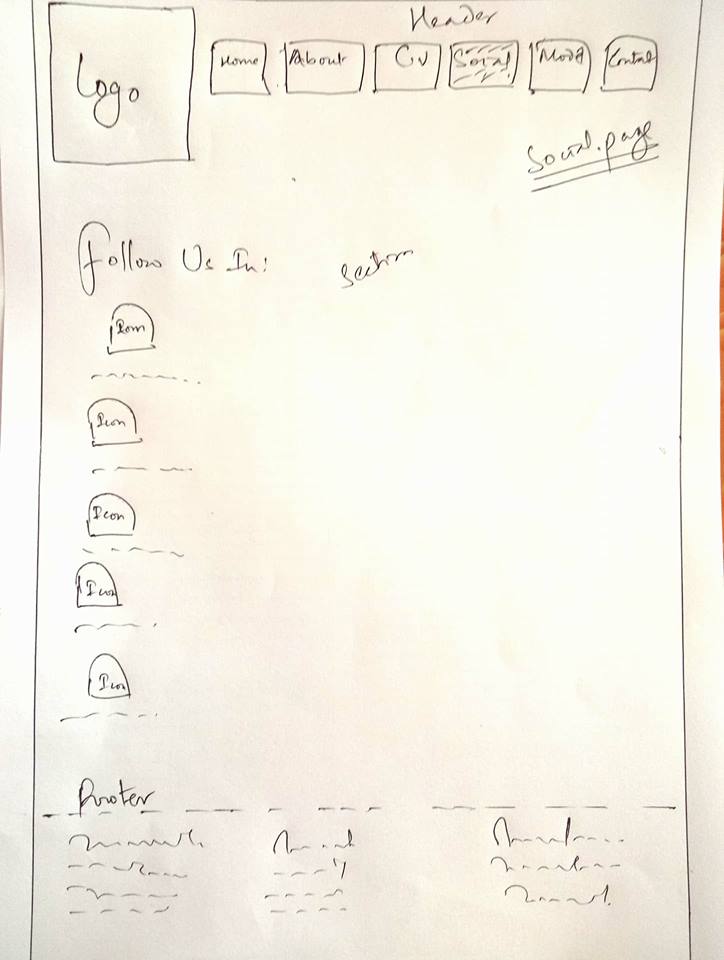 Header
Logo
Home About CV Social Contact
Social.page
Follow Us In:
Section
Icon
Icon
Icon
Icon
Icon
Footer